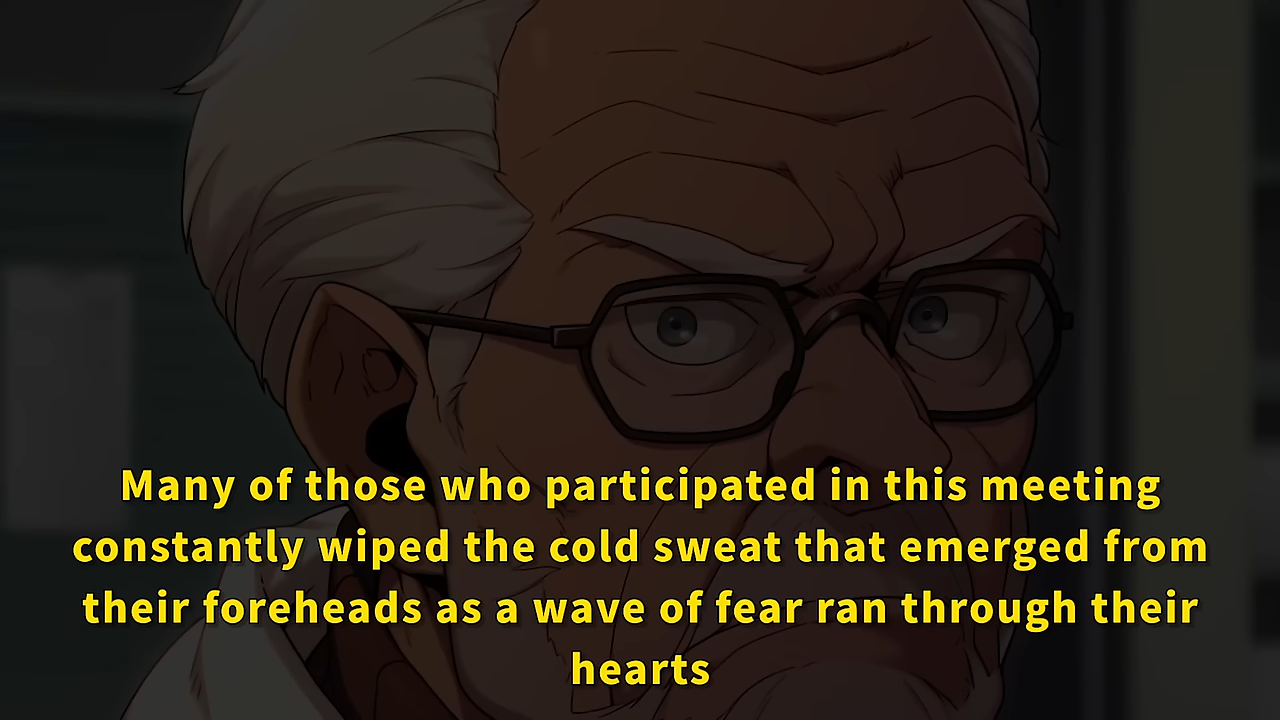 Many of those who participated in this meeting
constantly wiped the cold sweat that emerged from
their foreheads as a wave of fear ran through their
hearts